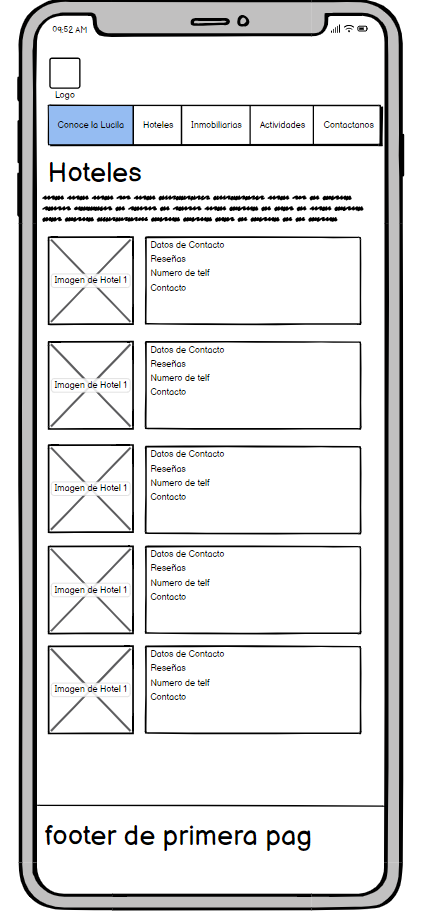 09:52 AM
Logo
Conoce la Lucila
Hoteles
Inmobiliarias
Actividades
Contactanos
Hoteles
Imagen de Hotel 1
Datos de Contacto
Reseñas
Numero de telf
Contacto
Imagen de Hotel 1
Datos de Contacto
Reseñas
Numero de telf
Contacto
Imagen de Hotel 1
Datos de Contacto
Reseñas
Numero de telf
Contacto
Imagen de Hotel 1
Datos de Contacto
Reseñas
Numero de telf
Contacto
Imagen de Hotel 1
Datos de Contacto
Reseñas
Numero de telf
Contacto
footer de primera pag